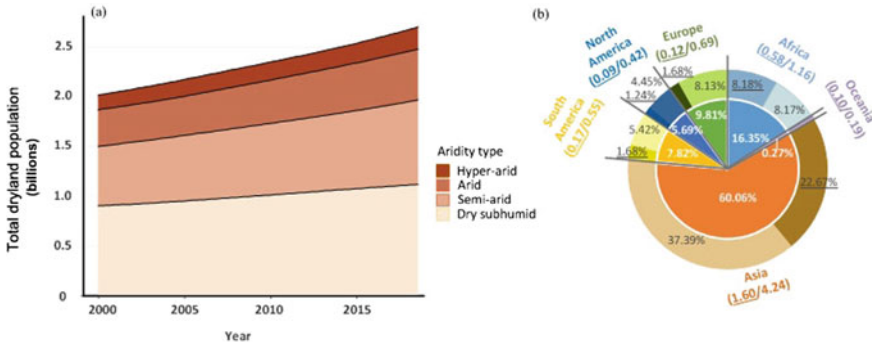 (a)
Total dryland population
(billions)
2.5
2.0
1.5
1.0
0.5
0
2000
2005
2010
2015
Year
Aridity type
Hyper-arid
Arid
Semi-arid
Dry subhumid
(b)
Europe
(0.12/0.69)
North
America
(0.09/0.42)
South
America
(0.17/0.55)
Africa
(0.58/1.16)
Oceania
(0.10/0.19)
Asia
(1.60/4.24)
1.68%
8.13%
4.45%
1.24%
5.42%
1.68%
8.18%
8.17%
9.81%
5.69%
7.82%
16.35%
0.27%
60.06%
22.67%
37.39%